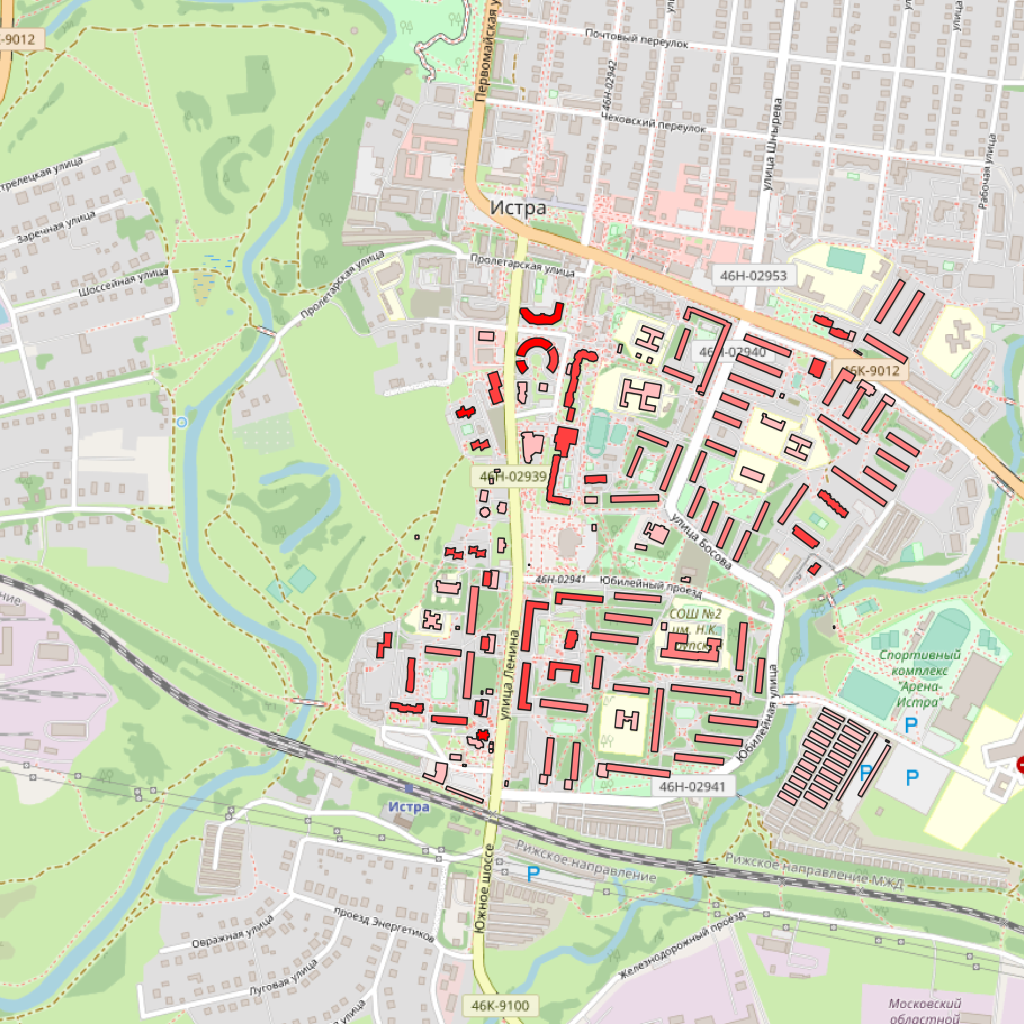 К-9012
Первомайская у
Почтовый переулок
46Н-02942
Чеховский переулок
улица Шнырева
Рабочая улица
улица
трелецкая улица
Заречная улица
Истра
Шоссейная улица
Пролетарская улица
Пролетарская улица
46Н-02953
46Н-02940
46К-9012
46Н-02939
улица Босова
46Н-02941
Юбилейный проезд
СОШ №2
им. Н.К.
ние
улица Ленина
Спортивный
комплекс
"Арена-
Истра"
P
Юбилейная улица
P
P
46Н-02941
Истра
Рижское направление
Рижское направление МЖД
P
Южное шоссе
проезд Энергетиков
Овражная улица
Луговая улица
Железнодорожный проезд
46К-9100
Московский
областной